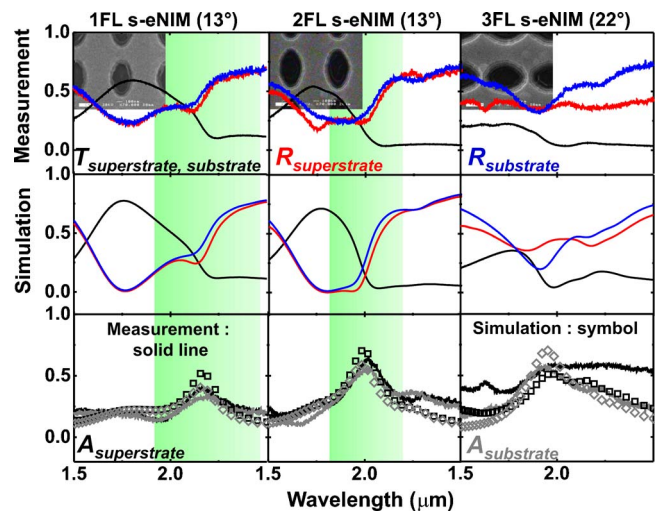 1FL s-eNIM (13°) 2FL s-eNIM (13°) 3FL s-eNIM (22°)
Measurement
1.0
0.5
0.0
T superstrate, substrate
R superstrate
R substrate
Simulation
1.0
0.5
0.0
Measurement :
solid line
Simulation : symbol
1.0
0.5
0.0
A superstrate
A substrate
1.5 2.0 1.5 2.0 1.5 2.0
Wavelength (μm)